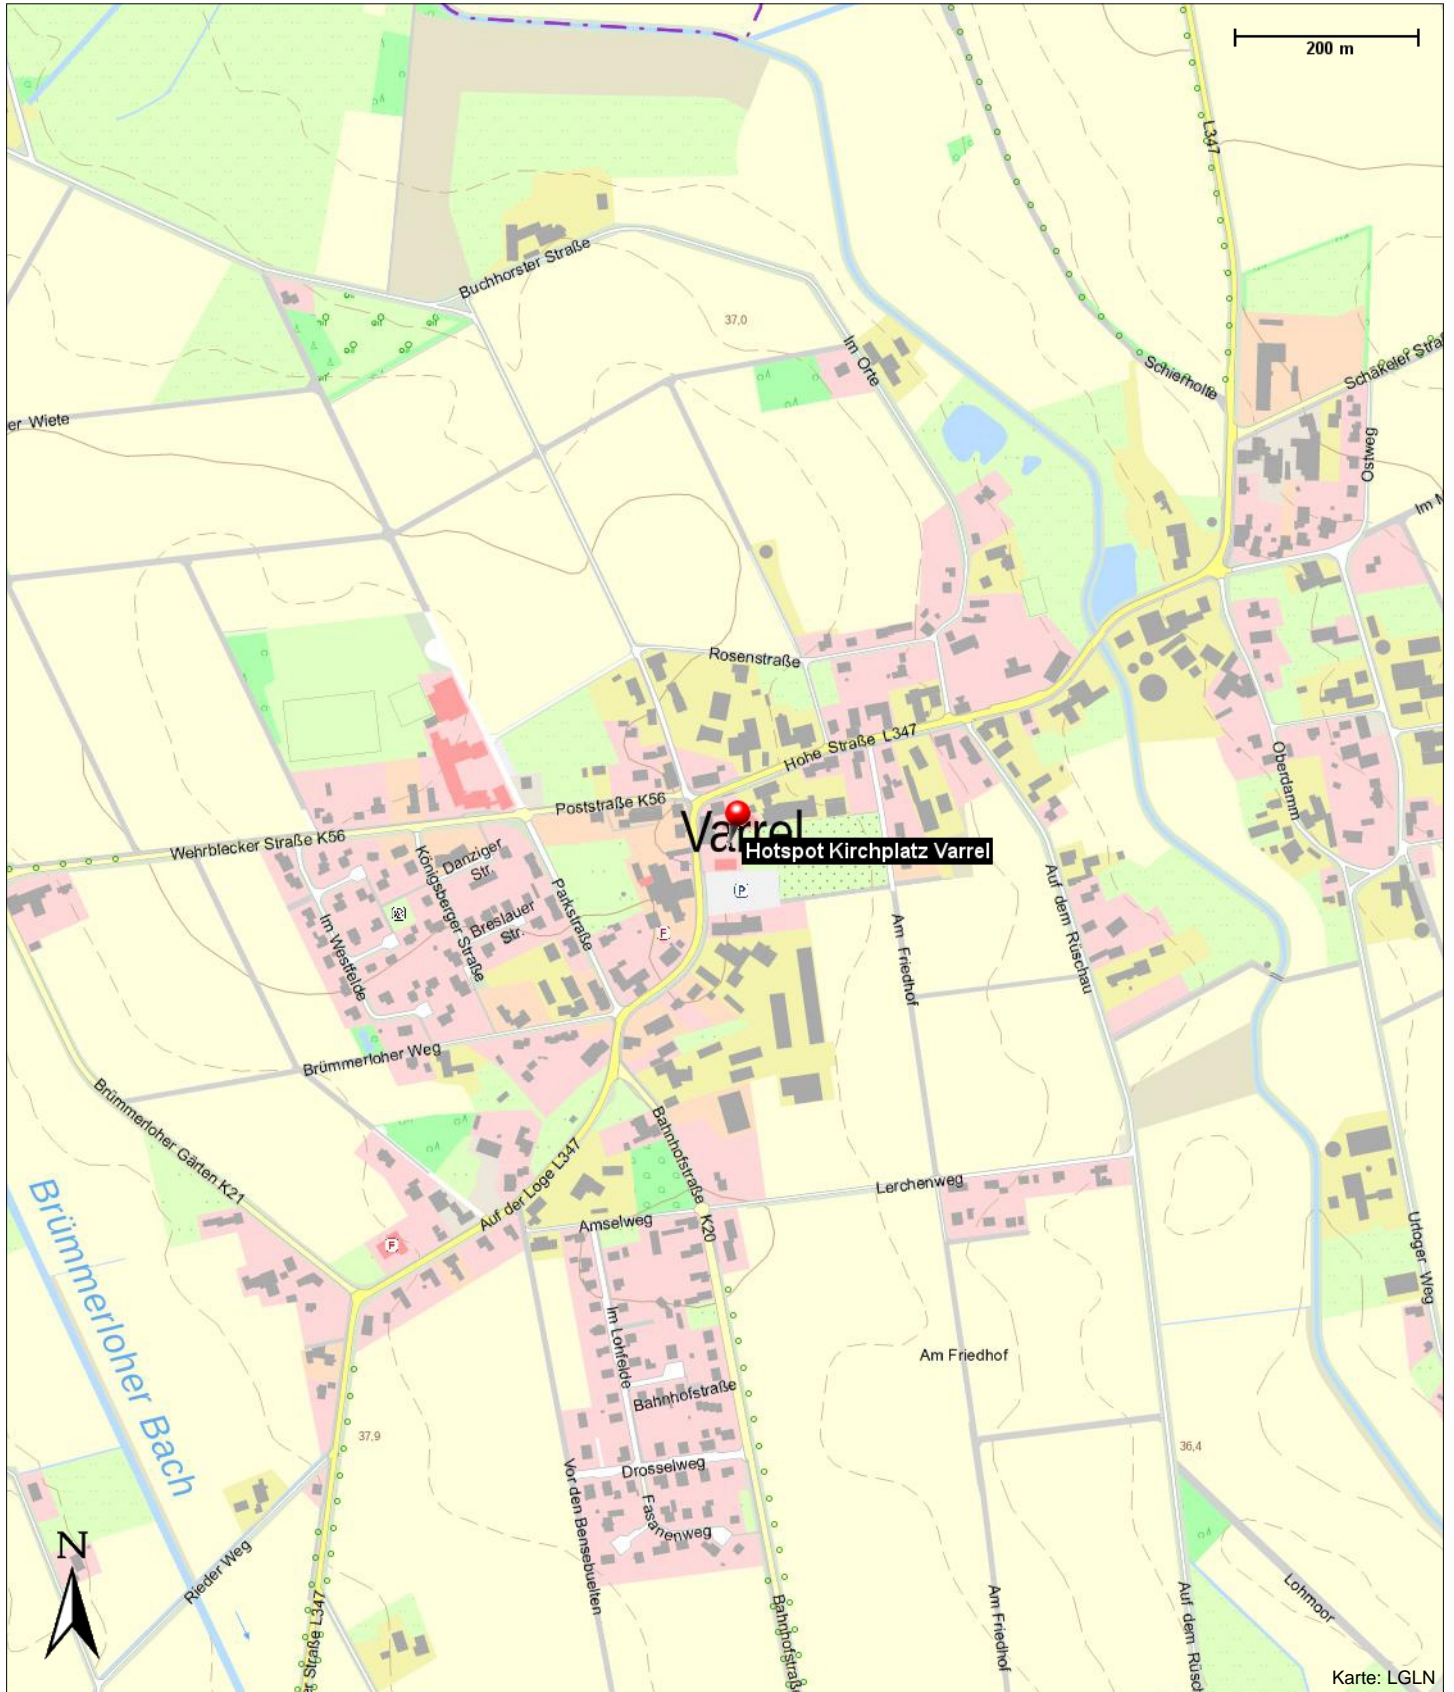 200 m
L347
Buchhorster Straße
37,0
Im Orte
Schierholte
Schäkeler Stra
er Wiete
Ostweg
Im
Rosenstraße
Hohe Straße L347
Oberdamm
Poststraße K56
Varrel
Hotspot Kirchplatz Varrel
Wehrblecker Straße K56
Danziger
Str.
Königsberger Straße
Parkstraße
Auf dem Rüschau
P
Breslauer
Str.
Im Westfelde
F
Am Friedhof
Brümmerloher Weg
Brümmerloher Gärten K21
Bahnhofstraße K20
Auf der Loge L347
Lerchenweg
Brümmerloher Bach
Amselweg
Urloger Weg
F
Im Lohfelde
Am Friedhof
Bahnhofstraße
37,9
36,4
Drosselweg
Vor den Bensebuelten
Fasanenweg
N
Rieder Weg
Lohmoor
er Straße L347
Bahnhofstraße
Am Friedhof
Auf dem Rüsch
Karte: LGLN